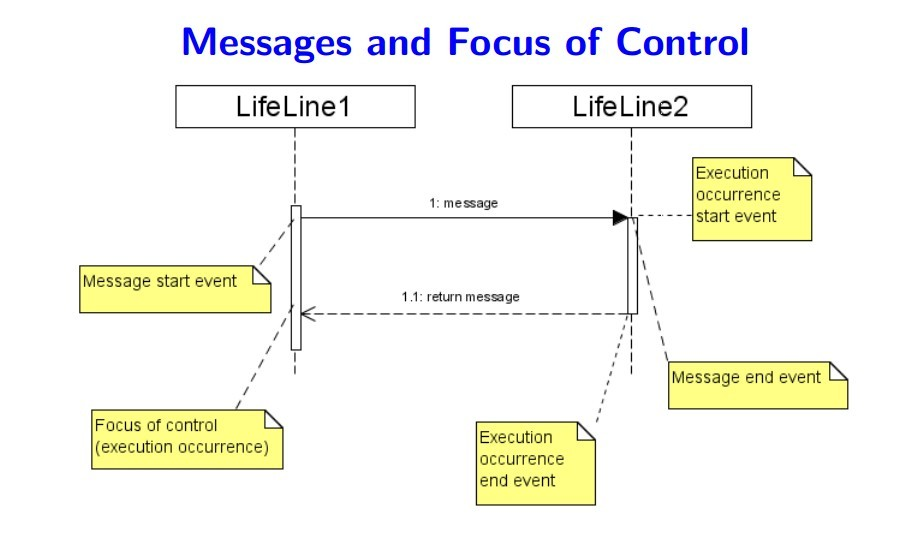 Messages and Focus of Control
LifeLine1
LifeLine2
Execution
occurrence
start event
1: message
Message start event
1.1: return message
Message end event
Focus of control
(execution occurrence)
Execution
occurrence
end event